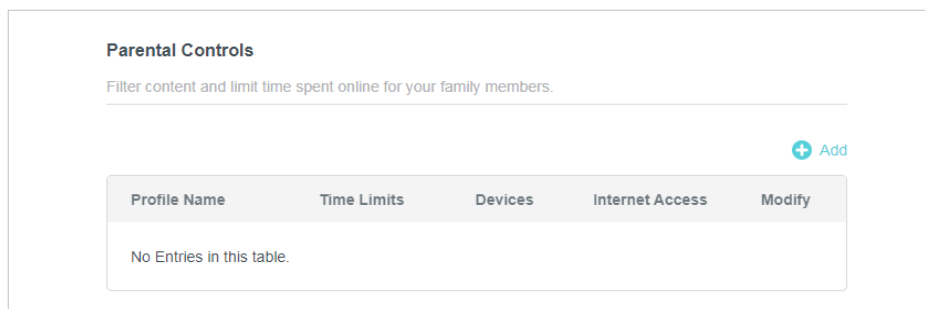 Parental Controls
Filter content and limit time spent online for your family members.
Add
Profile Name Time Limits Devices Internet Access Modify
No Entries in this table.